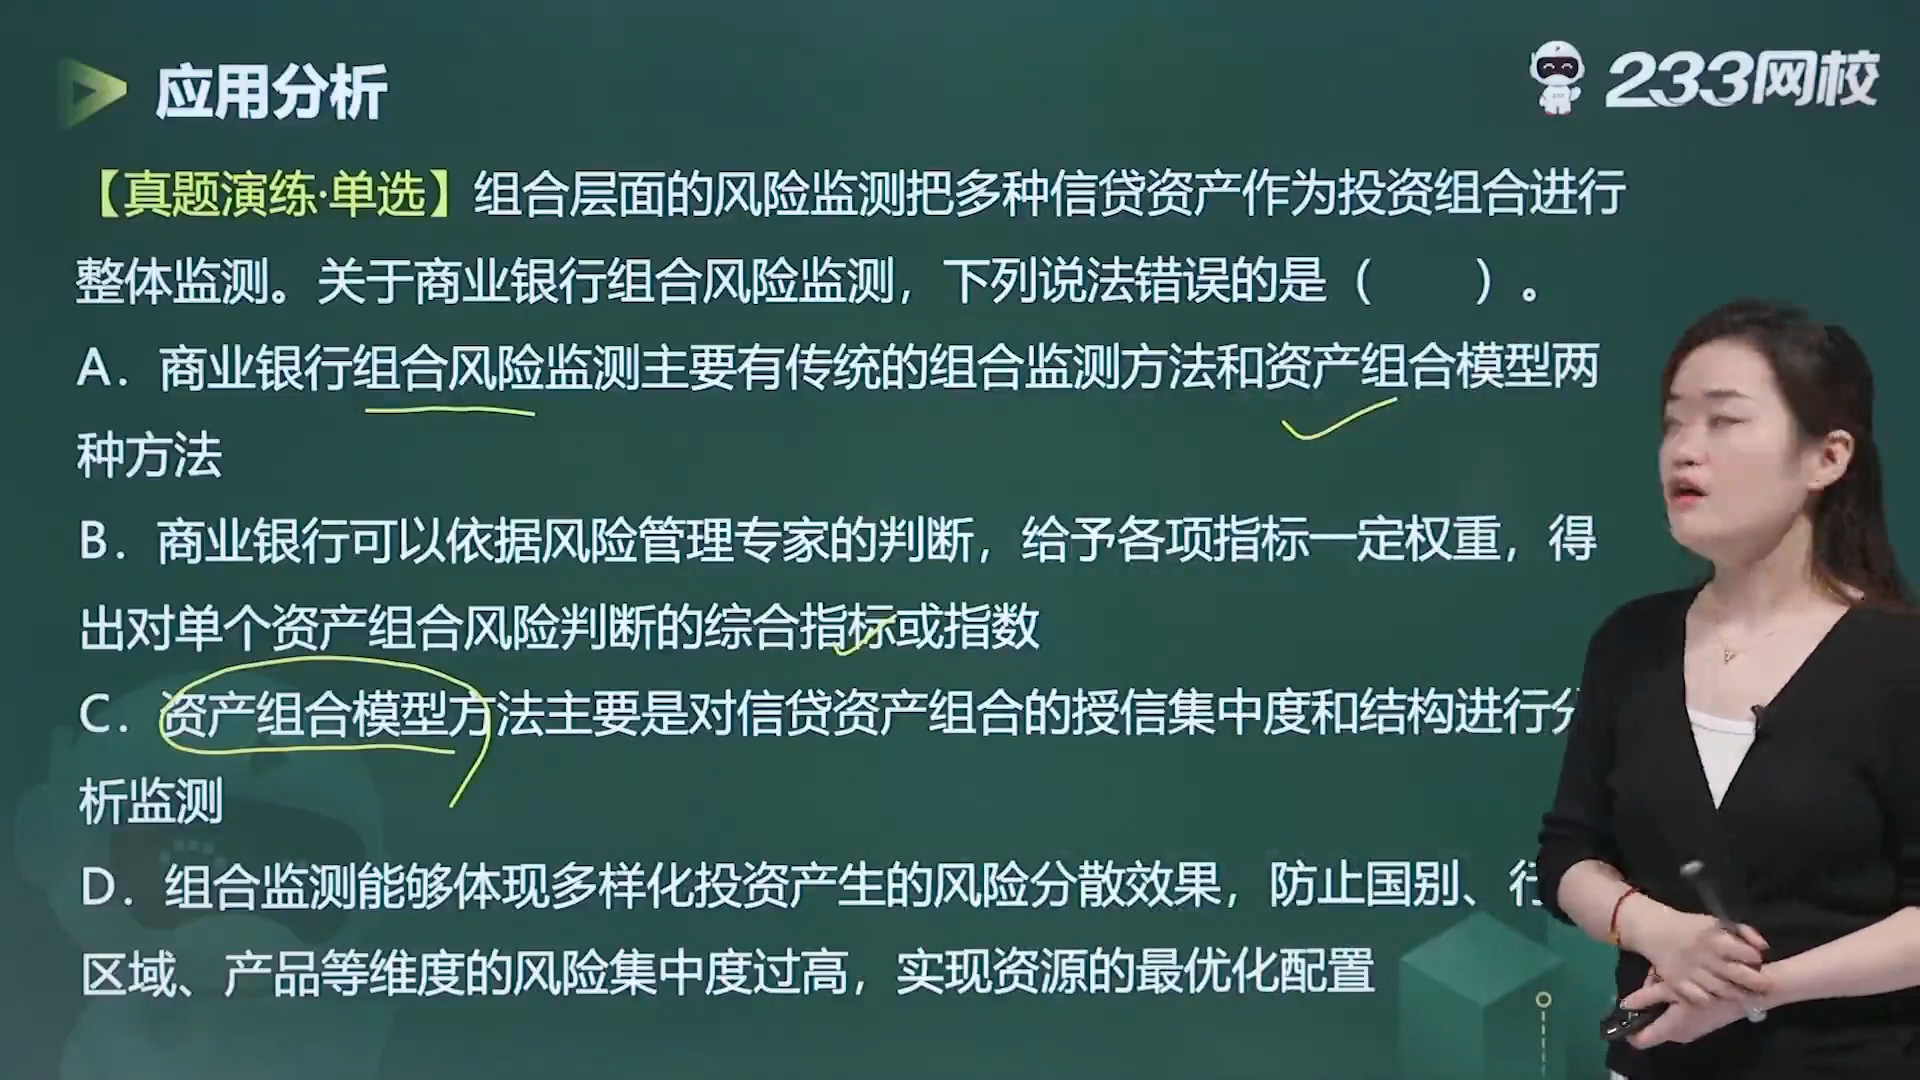 应用分析
233网校
【真题演练·单选】组合层面的风险监测把多种信贷资产作为投资组合进行
整体监测。关于商业银行组合风险监测，下列说法错误的是（　　）。
A．商业银行组合风险监测主要有传统的组合监测方法和资产组合模型两
种方法
B．商业银行可以依据风险管理专家的判断，给予各项指标一定权重，得
出对单个资产组合风险判断的综合指标或指数
C．资产组合模型方法主要是对信贷资产组合的授信集中度和结构进行分
析监测
D．组合监测能够体现多样化投资产生的风险分散效果，防止国别、行
区域、产品等维度的风险集中度过高，实现资源的最优化配置